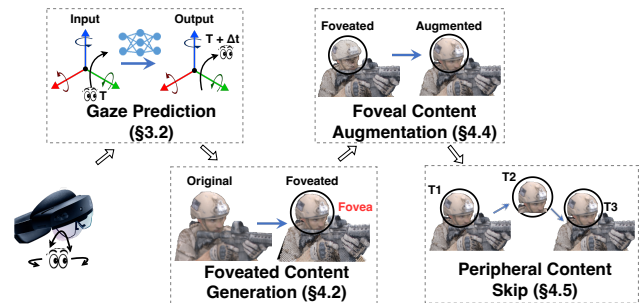 Input
Output
T + Δt
T
Gaze Prediction
(§3.2)
Foveated
Augmented
Foveal Content
Augmentation (§4.4)
Original
Foveated
Fovea
Foveated Content
Generation (§4.2)
T1
T2
T3
Peripheral Content
Skip (§4.5)